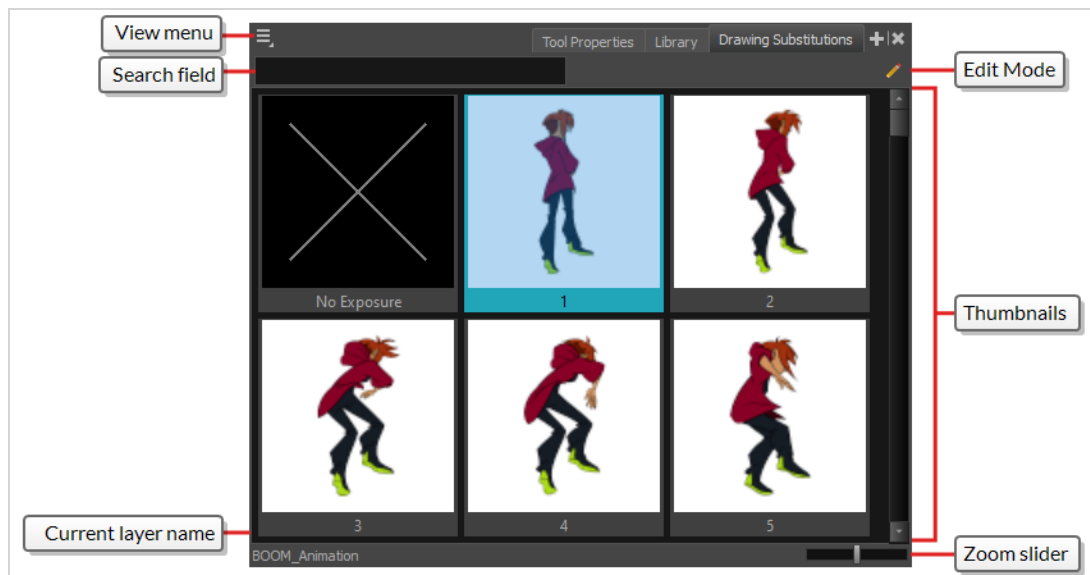 View menu
Tool Properties
Library
Drawing Substitutions
Search field
Edit Mode
No Exposure
1
2
Thumbnails
3
4
5
Current layer name
BOOM_Animation
Zoom slider